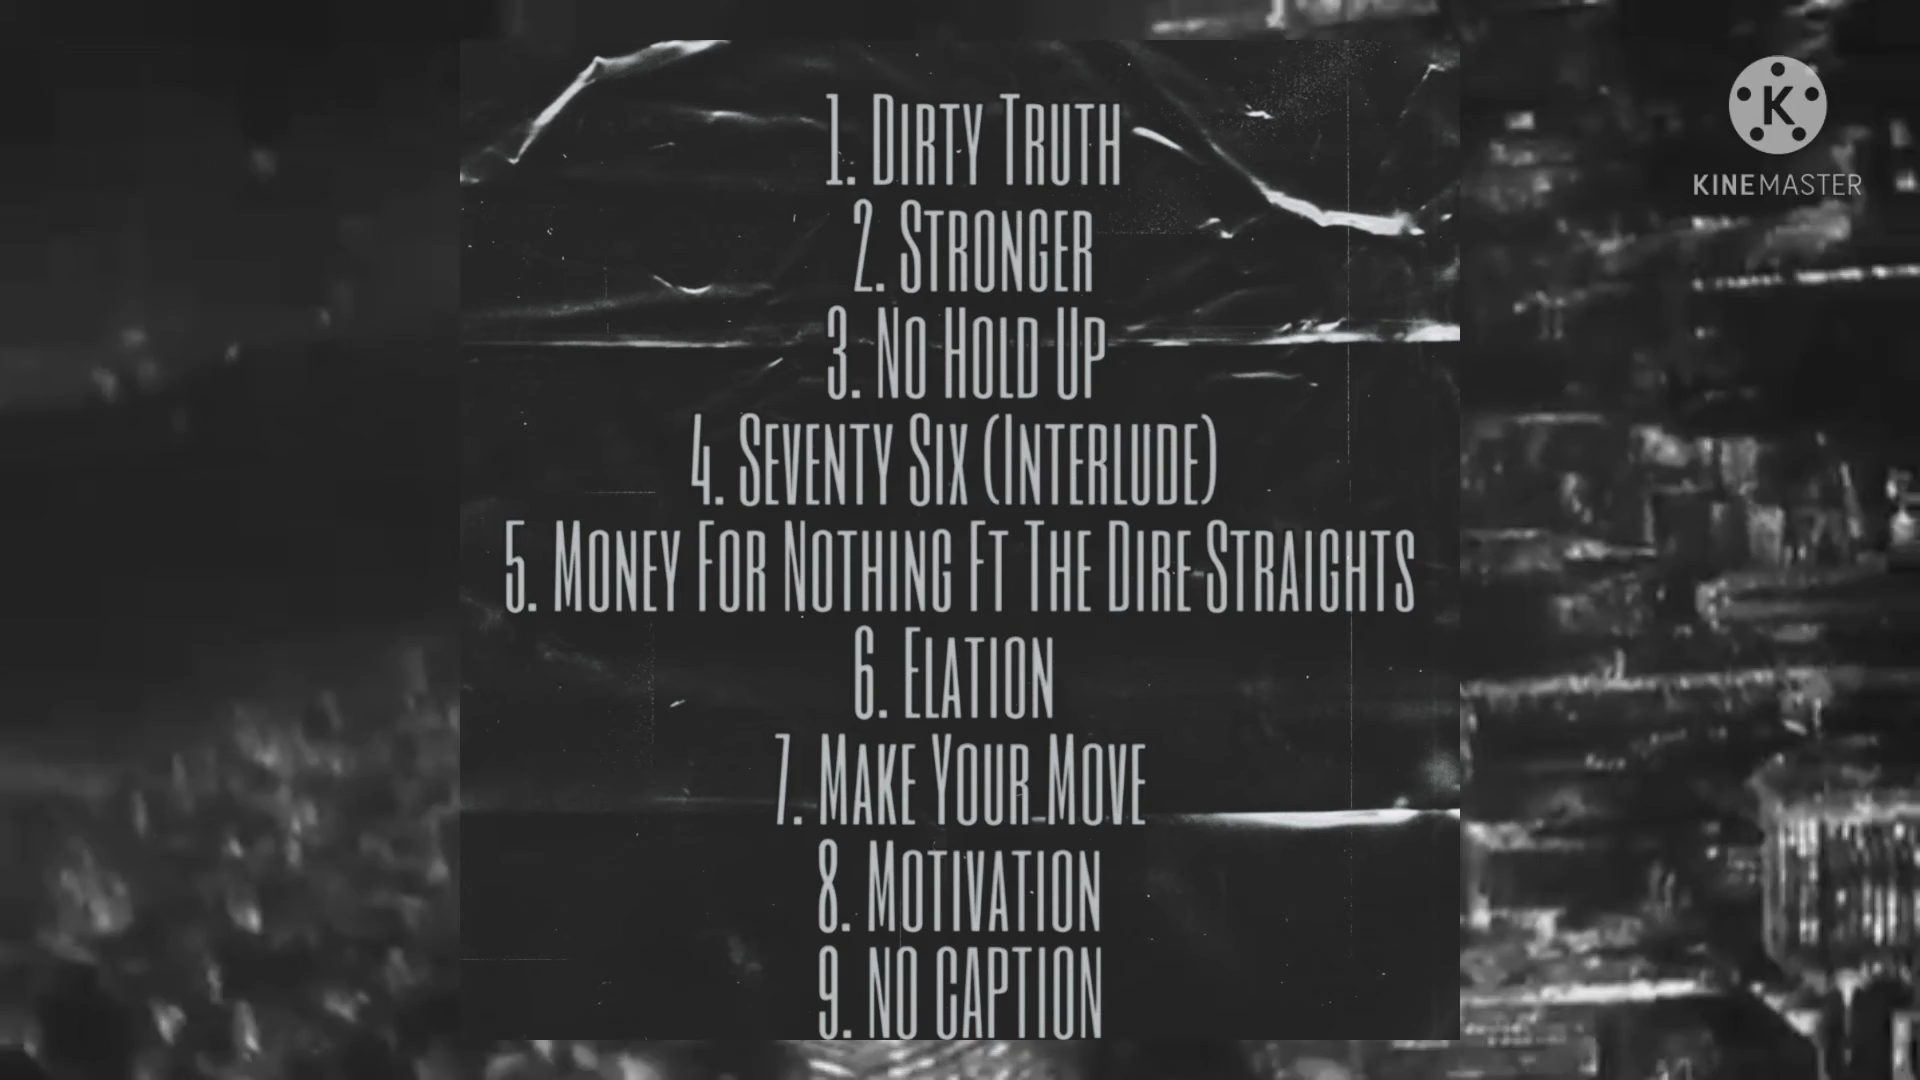 1. Dirty Truth
2. Stronger
3. No Hold Up
4. Seventy Six (Interlude)
5. Money For Nothing Ft The Dire Straights
6. Elation
7. Make Your Move
8. Motivation
9. NO CAPTION
K
KINEMASTER